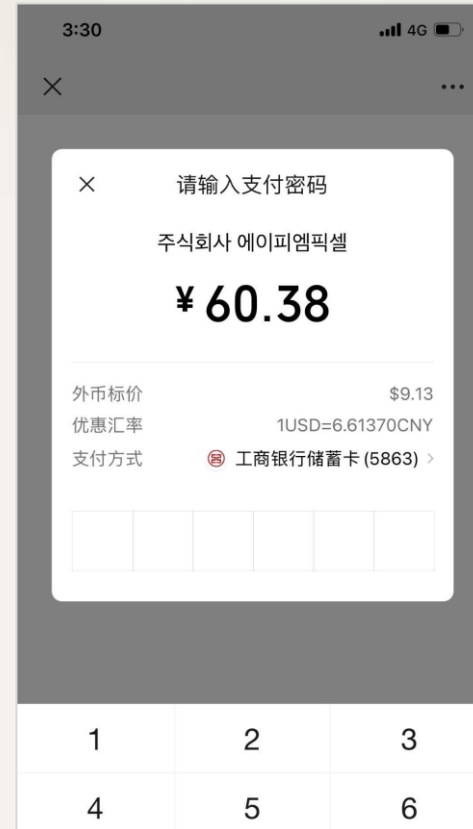 3:30 4G
请输入支付密码
주식회사 에이피엠픽셀
¥60.38
外币标价 $9.13
优惠汇率 1USD=6.61370CNY
支付方式 工商银行储蓄卡(5863)
1 2 3
4 5 6